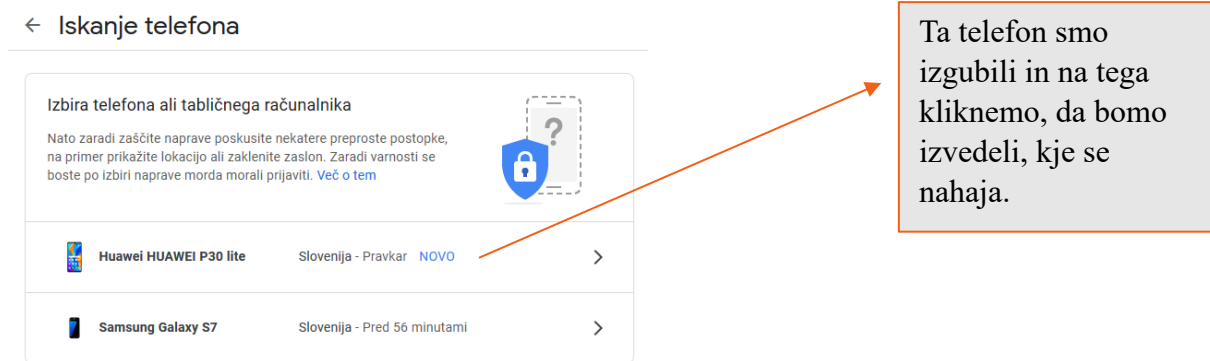 ← Iskanje telefona
Izbira telefona ali tabličnega računalnika
Nato zaradi zaščite naprave poskusite nekatere preproste postopke,
na primer prikažite lokacijo ali zaklenite zaslon. Zaradi varnosti se
boste po izbiri naprave morda morali prijaviti. Več o tem
?
Huawei HUAWEI P30 lite Slovenija - Pravkar NOVO
Samsung Galaxy S7 Slovenija - Pred 56 minutami
Ta telefon smo
izgubili in na tega
kliknemo, da bomo
izvedeli, kje se
nahaja.